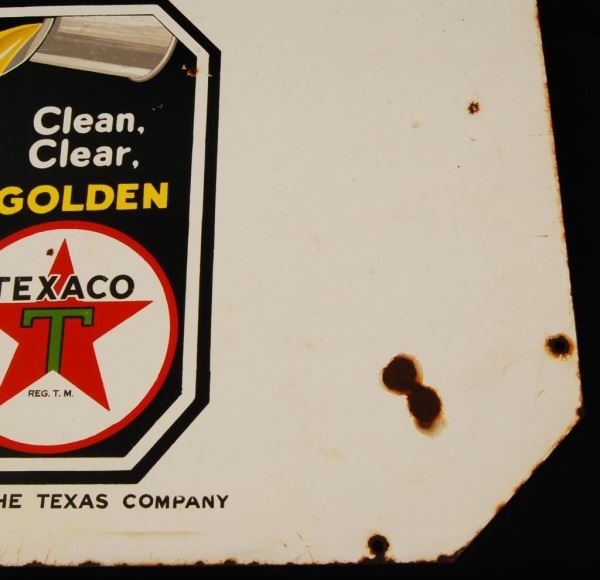 Clean,
Clear,
GOLDEN
TEXACO
T
REG. T. M.
HE TEXAS COMPANY